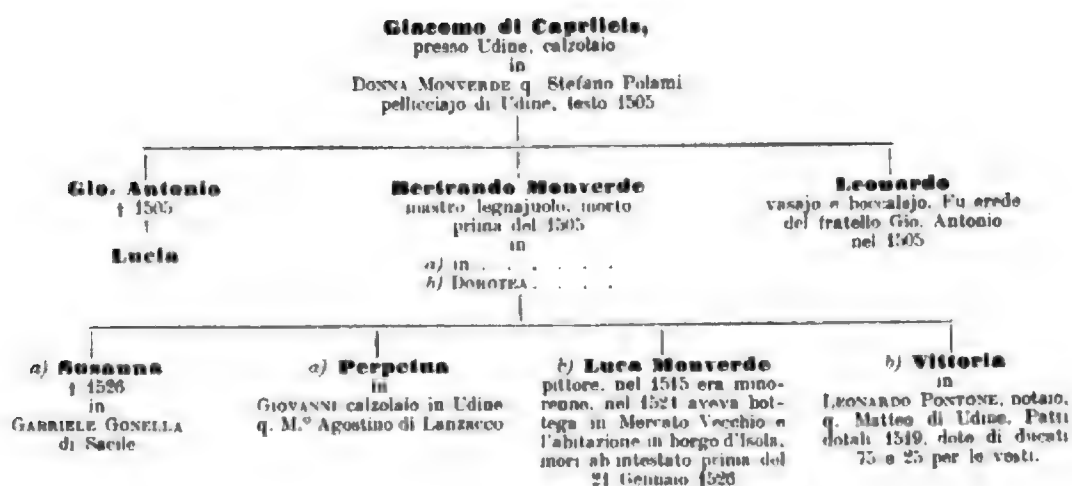 Giacomo di Caprileis,
presso Udine, calzolaio
in
DONNA MONVERDE q. Stefano Polami
pellicciajo di Udine, testo 1505
Gio. Antonio
† 1505
Lucia
Bertrando Monverde
mastro legnajuolo, morto
prima del 1505
in
a) in . . . . . .
b) DOROTEA . . . .
Leonardo
vasajo e boccalejo. Fu erede
del fratello Gio. Antonio
nel 1505
a) Susanna
† 1526
in
GABRIELE GONELLA
di Sacile
a) Perpetua
in
GIOVANNI calzolaio in Udine
q. M.º Agostino di Lanzacco
b) Luca Monverde
pittore, nel 1515 era mino-
renne, nel 1521 aveva bot-
tega in Mercato Vecchio e
l'abitazione in borgo d'Isola,
morì ab intestato prima del
21 Gennaio 1526
b) Vittoria
in
LEONARDO PONTONE, notaio,
q. Matteo di Udine, Patti
dotali 1519, dote di ducati
75 e 25 per le vesti.